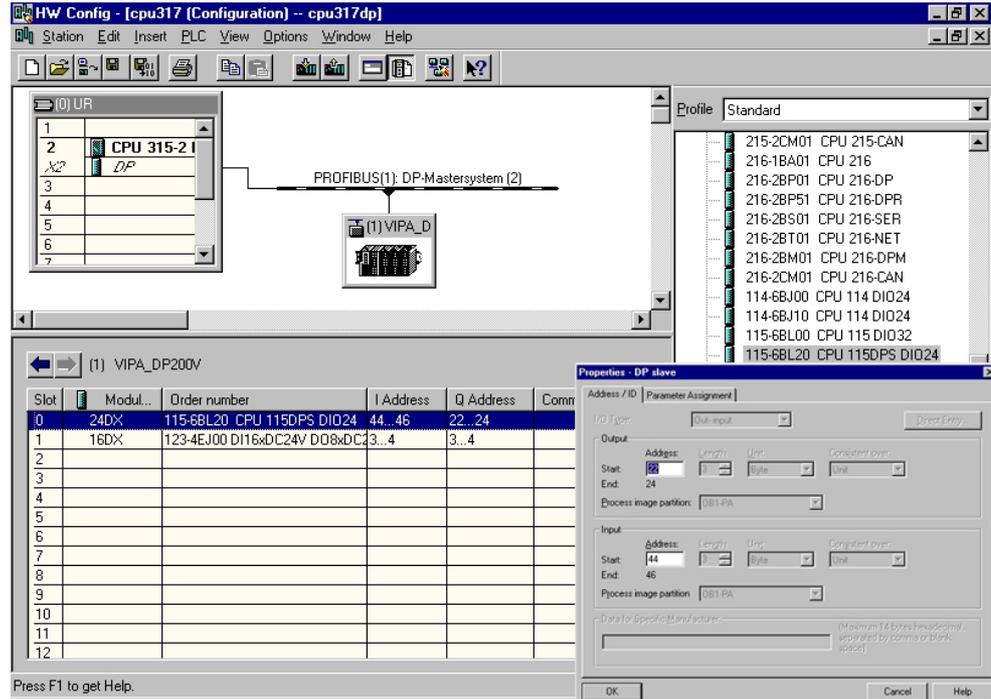 HW Config - [cpu317 (Configuration) -- cpu317dp]
Station Edit Insert PLC View Options Window Help
(0) UR
1
2 CPU 315-2
X2 DP
3
4
5
6
7
PROFIBUS(1): DP-Mastersystem (2)
(1) VIPA_D
Profile Standard
215-2CM01 CPU 215-CAN
216-1BA01 CPU 216
216-2BP01 CPU 216-DP
216-2BP51 CPU 216-DPR
216-2BS01 CPU 216-SER
216-2BT01 CPU 216-NET
216-2BM01 CPU 216-DPM
216-2CM01 CPU 216-CAN
114-6BJ00 CPU 114 DIO24
114-6BJ10 CPU 114 DIO24
115-6BL00 CPU 115 DIO32
115-6BL20 CPU 115DPS DIO24
(1) VIPA_DP200V
Slot Modul... Order number I Address Q Address Comm
0 24DX 115-6BL20 CPU 115DPS DIO24 44...46 22...24
1 16DX 123-4EJ00 DI16xDC24V DO8xDC2 3...4 3...4
2
3
4
5
6
7
8
9
10
11
12
Press F1 to get Help.
Properties - DP slave
Address / ID Parameter Assignment
I/O Type: Out- input Direct Entry...
Output
Address: Length: Unit: Consistent over:
Start: 22 3 Byte Unit
End: 24
Process image partition: OB1-PA
Input
Address: Length: Unit: Consistent over:
Start: 44 3 Byte Unit
End: 46
Process image partition OB1-PA
Data for Specific Manufacturer:
(Maximum 14 bytes hexadecimal,
separated by comma or blank
space)
OK Cancel Help